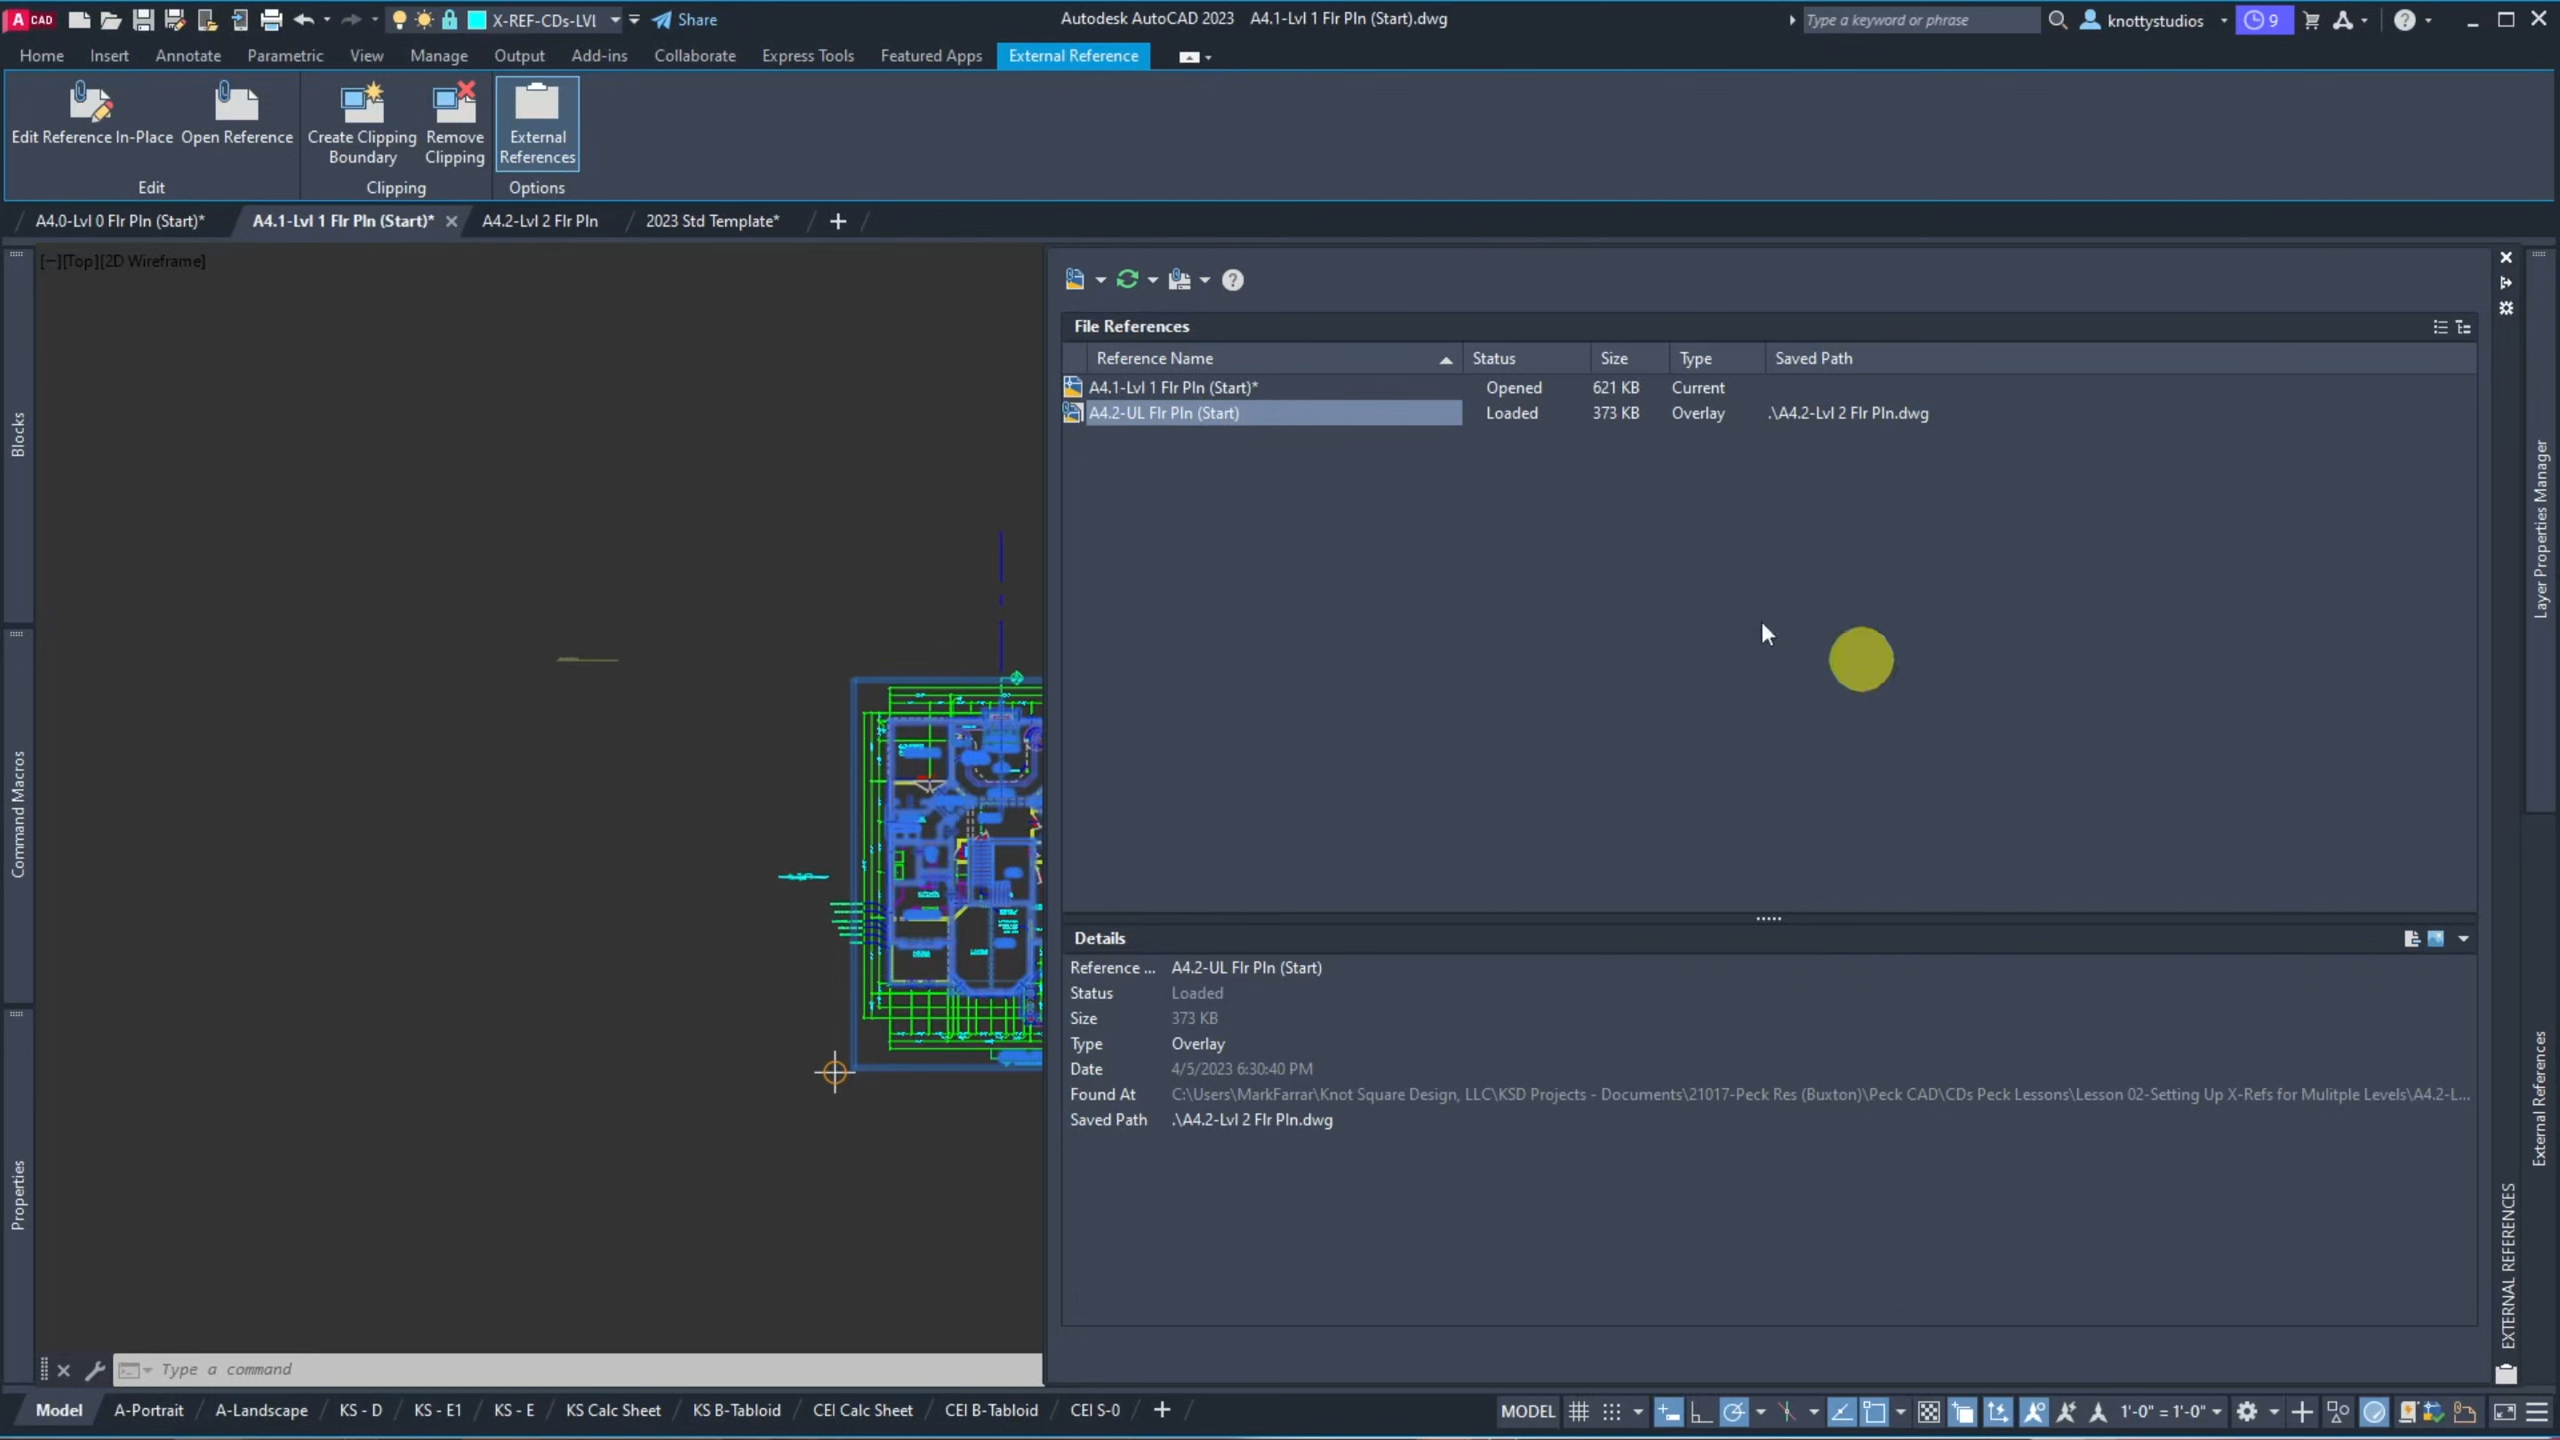 A CAD X-REF-CDs-LVI Share Autodesk AutoCAD 2023 A4.1-Lvl 1 Flr Pln (Start).dwg Type a keyword or phrase knottystudios 9
Home Insert Annotate Parametric View Manage Output Add-ins Collaborate Express Tools Featured Apps External Reference
Edit Reference In-Place Open Reference Create Clipping Boundary Remove Clipping External References
Edit Clipping Options
A4.0-Lvl 0 Flr Pln (Start)* A4.1-Lvl 1 Flr Pln (Start)* A4.2-Lvl 2 Flr Pln 2023 Std Template*
[−][Top][2D Wireframe]
File References
Reference Name Status Size Type Saved Path
A4.1-Lvl 1 Flr Pln (Start)* Opened 621 KB Current
A4.2-UL Flr Pln (Start) Loaded 373 KB Overlay .\A4.2-Lvl 2 Flr Pln.dwg
Blocks
Command Macros
Properties
Layer Properties Manager
External References
EXTERNAL REFERENCES
Details
Reference ... A4.2-UL Flr Pln (Start)
Status Loaded
Size 373 KB
Type Overlay
Date 4/5/2023 6:30:40 PM
Found At C:\Users\MarkFarrar\Knot Square Design, LLC\KSD Projects - Documents\21017-Peck Res (Buxton)\Peck CAD\CDs Peck Lessons\Lesson 02-Setting Up X-Refs for Mulitple Levels\A4.2-L...
Saved Path .\A4.2-Lvl 2 Flr Pln.dwg
Type a command
Model A-Portrait A-Landscape KS - D KS - E1 KS - E KS Calc Sheet KS B-Tabloid CEI Calc Sheet CEI B-Tabloid CEI S-0 MODEL 1'-0" = 1'-0"